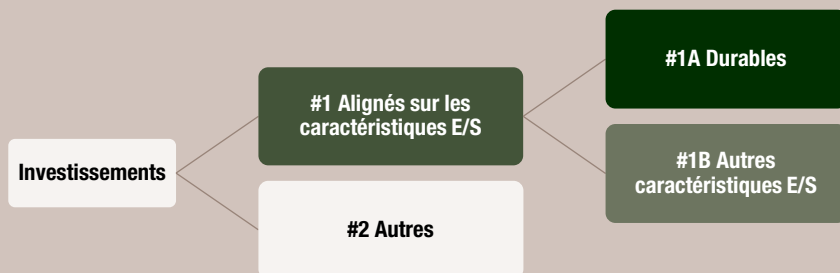 Investissements
#1 Alignés sur les
caractéristiques E/S
#2 Autres
#1A Durables
#1B Autres
caractéristiques E/S